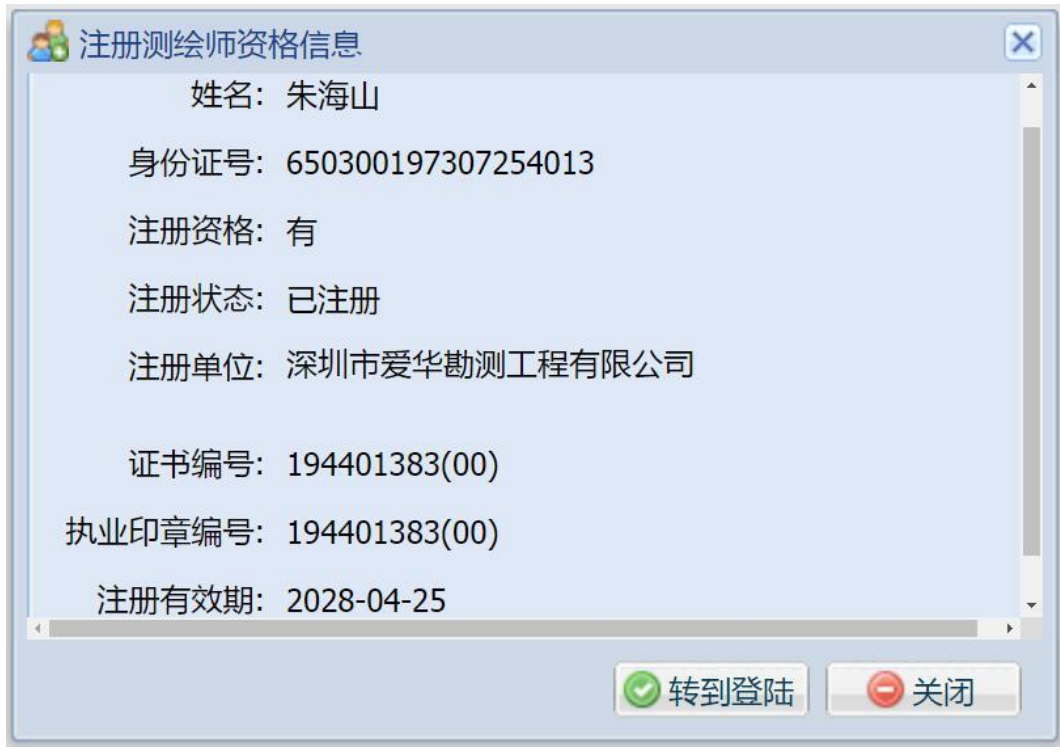 注册测绘师资格信息
姓名: 朱海山
身份证号: 650300197307254013
注册资格: 有
注册状态: 已注册
注册单位: 深圳市爱华勘测工程有限公司
证书编号: 194401383(00)
执业印章编号: 194401383(00)
注册有效期: 2028-04-25
转到登陆 关闭